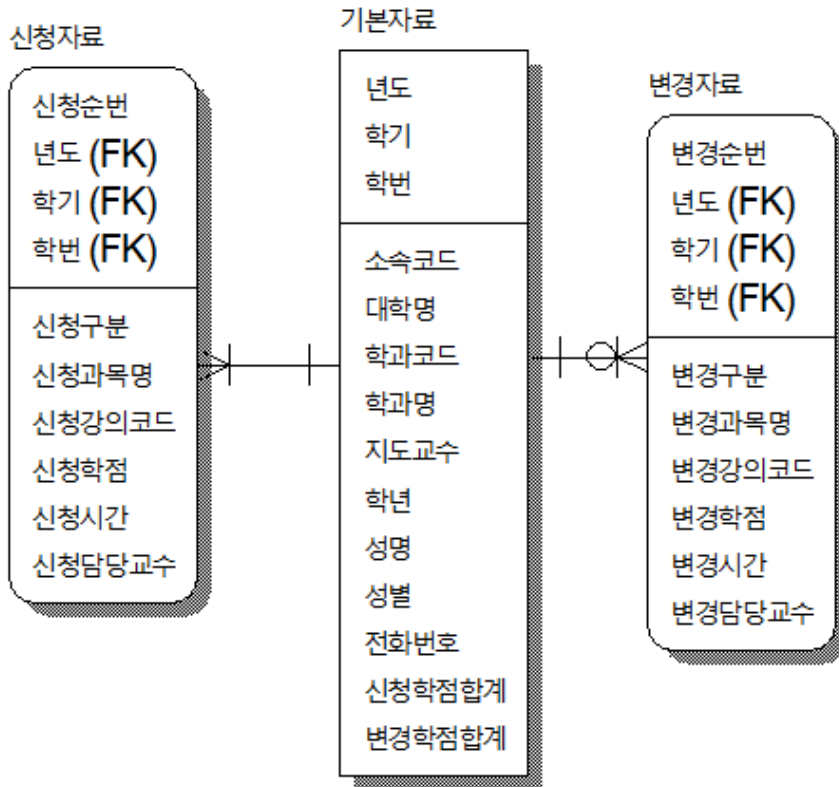 신청자료
신청순번
년도 (FK)
학기 (FK)
학번 (FK)
신청구분
신청과목명
신청강의코드
신청학점
신청시간
신청담당교수
기본자료
년도
학기
학번
소속코드
대학명
학과코드
학과명
지도교수
학년
성명
성별
전화번호
신청학점합계
변경학점합계
변경자료
변경순번
년도 (FK)
학기 (FK)
학번 (FK)
변경구분
변경과목명
변경강의코드
변경학점
변경시간
변경담당교수